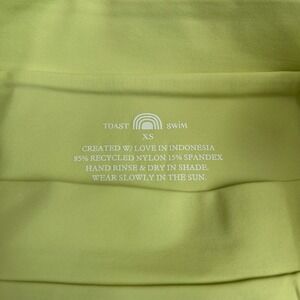 TOAST SWIM
XS
CREATED W/ LOVE IN INDONESIA
85% RECYCLED NYLON 15% SPANDEX
HAND RINSE & DRY IN SHADE.
WEAR SLOWLY IN THE SUN.